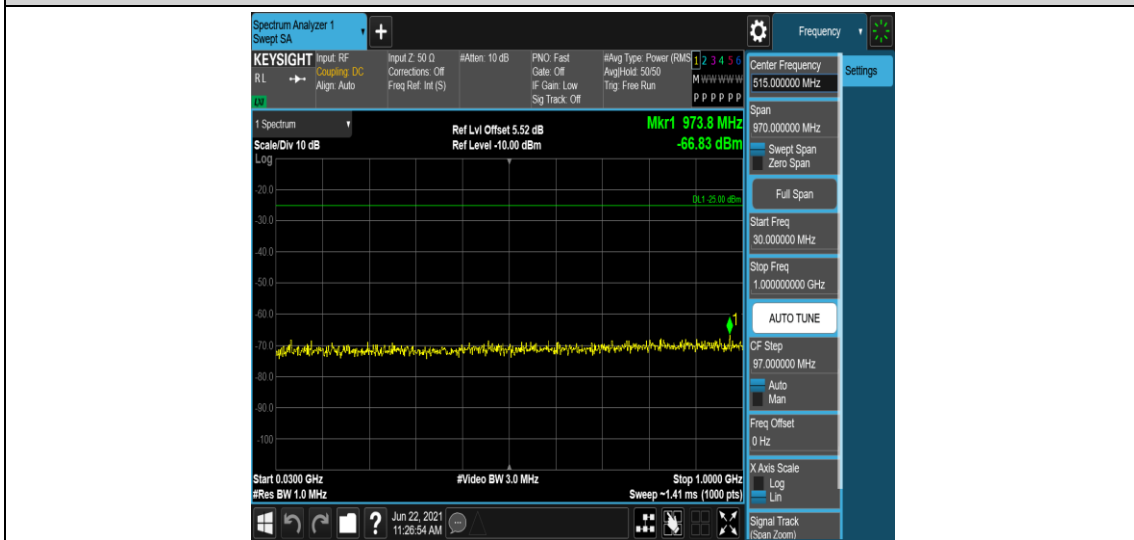 Spectrum Analyzer 1
Swept SA
+
Frequency
KEYSIGHT
RL
LXI
Input: RF
Coupling: DC
Align: Auto
Input Z: 50 Ω
Corrections: Off
Freq Ref: Int (S)
#Atten: 10 dB
PNO: Fast
Gate: Off
IF Gain: Low
Sig Track: Off
#Avg Type: Power (RMS
Avg|Hold: 50/50
Trig: Free Run
1 2 3 4 5 6
M W W W W W
P P P P P P
1 Spectrum
Scale/Div 10 dB
Log
Ref Lvl Offset 5.52 dB
Ref Level -10.00 dBm
Mkr1 973.8 MHz
-66.83 dBm
DL1 -25.00 dBm
-20.0
-30.0
-40.0
-50.0
-60.0
-70.0
-80.0
-90.0
-100
1
Start 0.0300 GHz
#Res BW 1.0 MHz
#Video BW 3.0 MHz
Stop 1.0000 GHz
Sweep ~1.41 ms (1000 pts)
Center Frequency
515.000000 MHz
Settings
Span
970.000000 MHz
Swept Span
Zero Span
Full Span
Start Freq
30.000000 MHz
Stop Freq
1.000000000 GHz
AUTO TUNE
CF Step
97.000000 MHz
Auto
Man
Freq Offset
0 Hz
X Axis Scale
Log
Lin
Signal Track
(Span Zoom)
?
Jun 22, 2021
11:26:54 AM